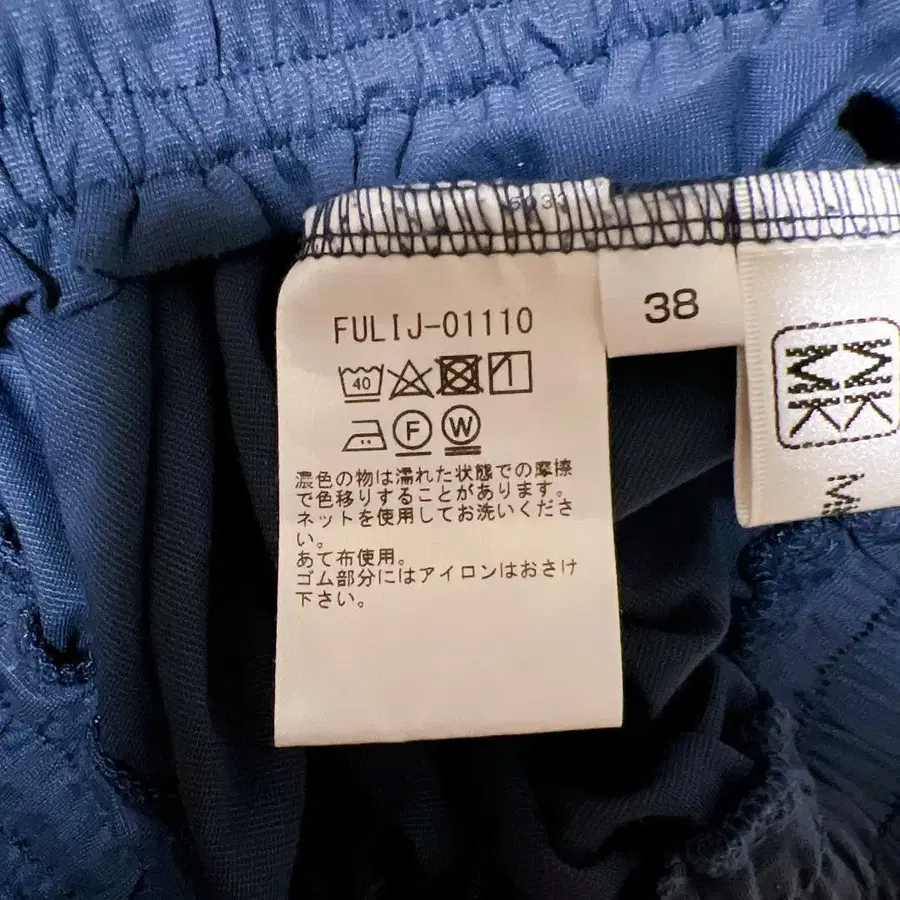 38
FULIJ-01110
40
F
W
濃色の物は濡れた状態での摩擦
で色移りすることがあります。
ネットを使用してお洗いくださ
い。
あて布使用。
ゴム部分にはアイロンはおさけ
下さい。
MK